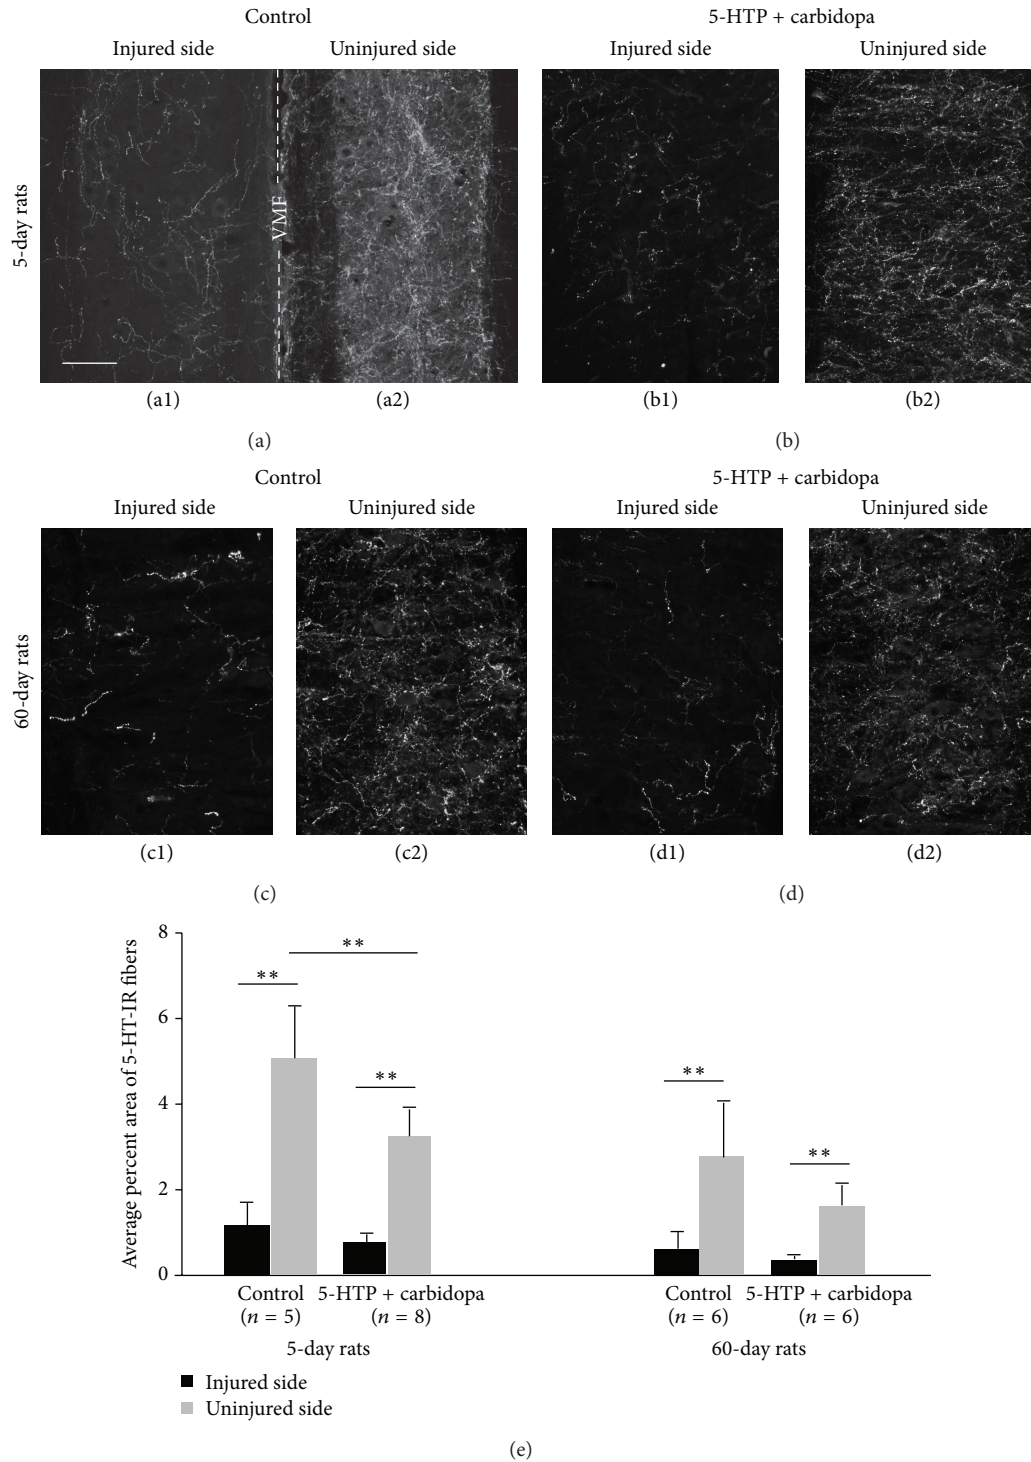 Control
5-HTP + carbidopa
Injured side
Uninjured side
Injured side
Uninjured side
5-day rats
VMF
(a1)
(a2)
(b1)
(b2)
(a)
(b)
Control
5-HTP + carbidopa
Injured side
Uninjured side
Injured side
Uninjured side
60-day rats
(c1)
(c2)
(d1)
(d2)
(c)
(d)
Average percent area of 5-HT-IR fibers
8
6
4
2
0
**
**
**
**
**
Control
(n = 5)
5-HTP + carbidopa
(n = 8)
Control
(n = 6)
5-HTP + carbidopa
(n = 6)
5-day rats
60-day rats
Injured side
Uninjured side
(e)